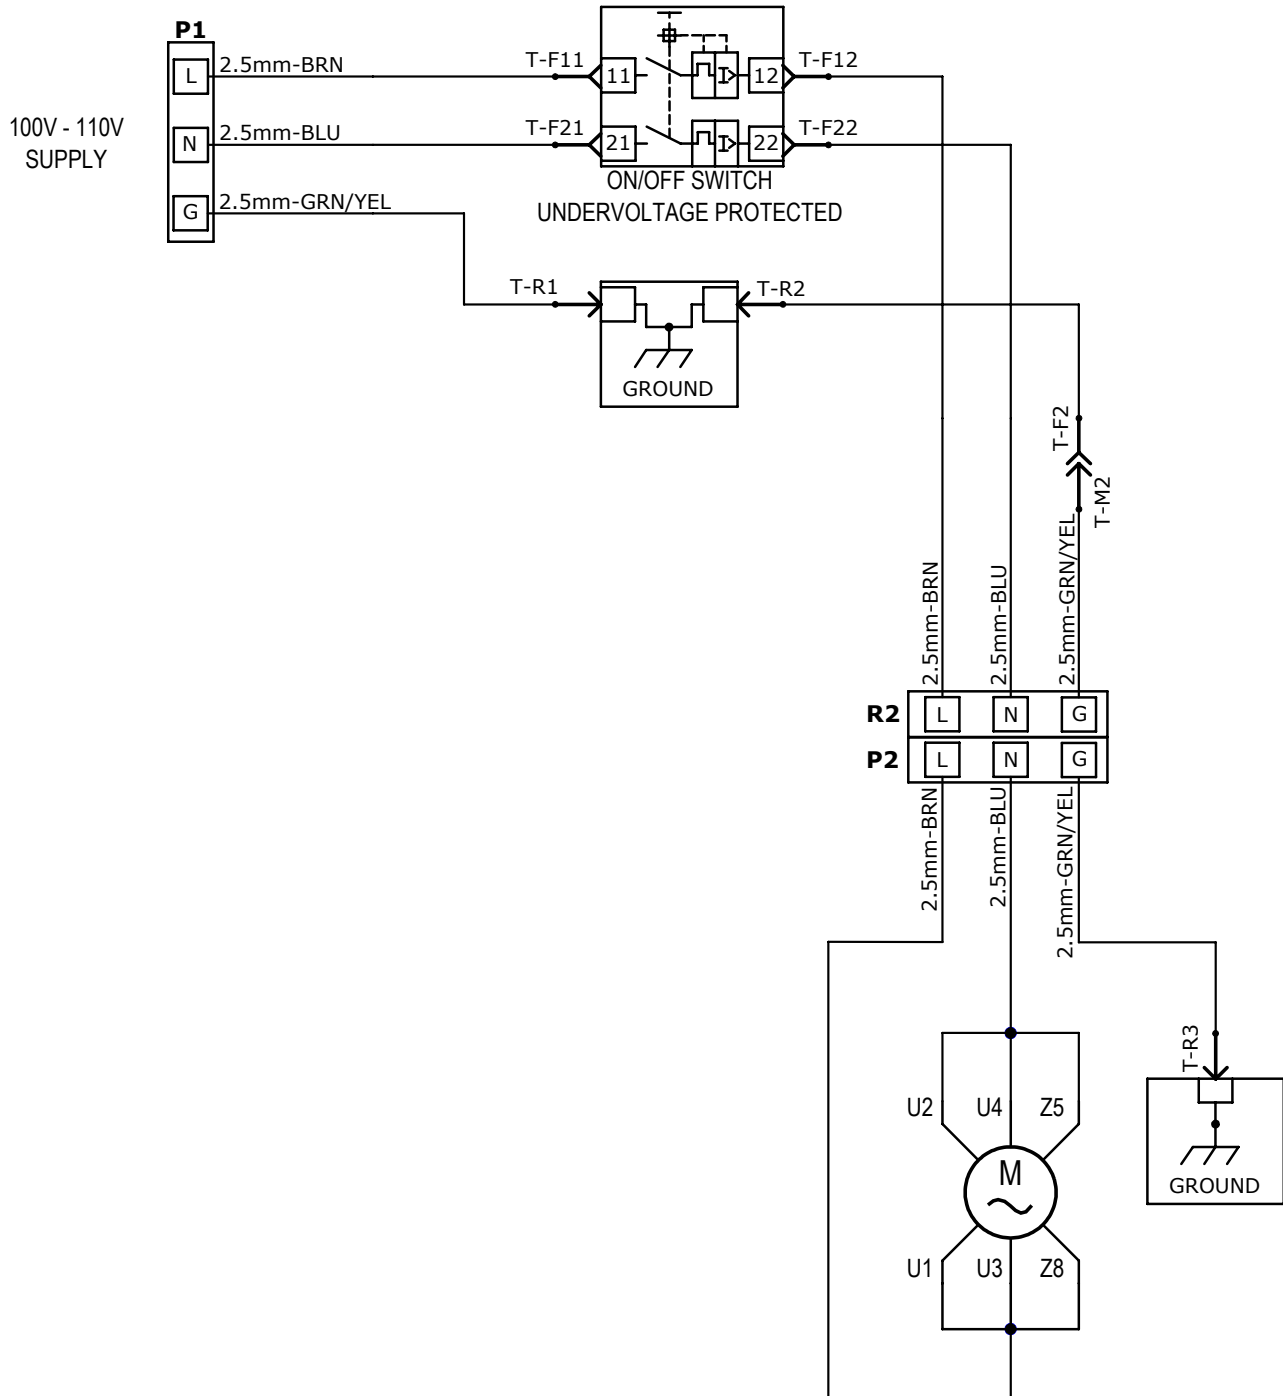 P1
L
2.5mm-BRN
N
2.5mm-BLU
G
2.5mm-GRN/YEL
100V - 110V
SUPPLY
T-F11
11
12
T-F12
T-F21
21
22
T-F22
I>
I>
ON/OFF SWITCH
UNDERVOLTAGE PROTECTED
T-R1
T-R2
GROUND
T-F2
T-M2
2.5mm-BRN
2.5mm-BLU
2.5mm-GRN/YEL
R2
L
N
G
P2
L
N
G
2.5mm-BRN
2.5mm-BLU
2.5mm-GRN/YEL
T-R3
GROUND
U2
U4
Z5
M
U1
U3
Z8